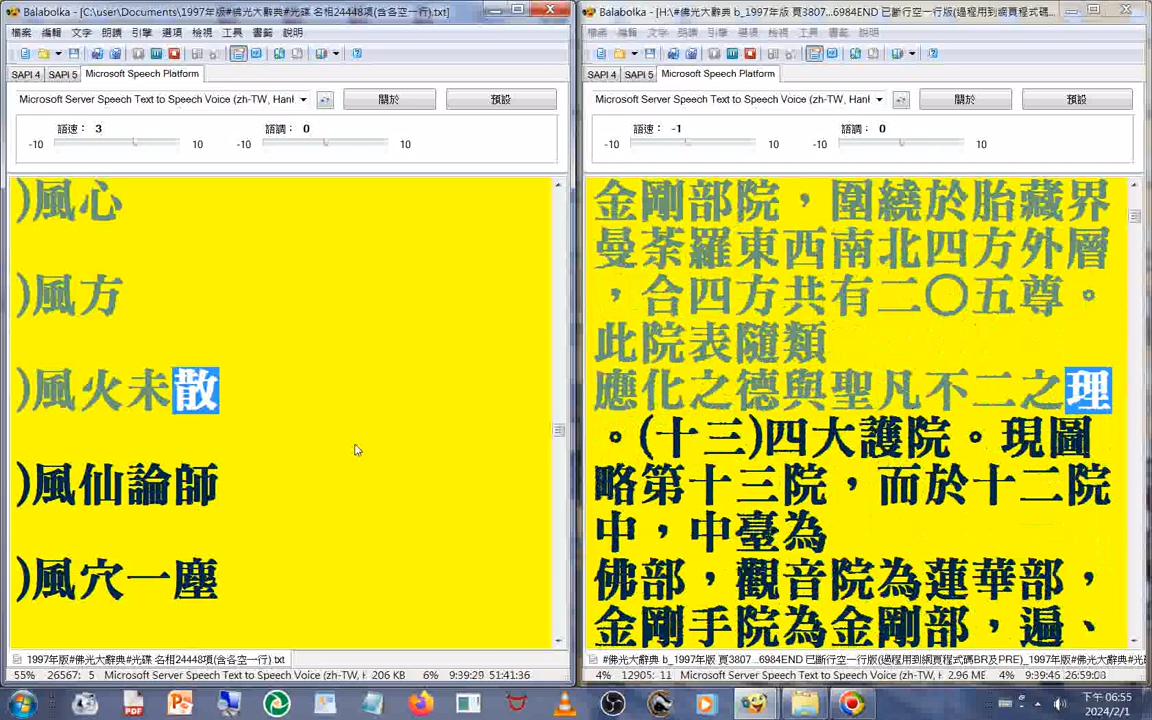 Balabolka - [C:\user\Documents\1997年版#佛光大辭典#光碟 名相24448項(含各空一行).txt]
檔案 編輯 文字 朗讀 引擎 選項 檢視 工具 書籤 說明
SAPI 4 SAPI 5 Microsoft Speech Platform
Microsoft Server Speech Text to Speech Voice (zh-TW, Hanl
關於 預設
語速： 3 語調： 0
-10 10 -10 10
)風心
)風方
)風火未散
)風仙論師
)風穴一塵
1997年版#佛光大辭典#光碟 名相24448項(含各空一行).txt
55% 26567: 5 Microsoft Server Speech Text to Speech Voice (zh-TW, H 206 KB 6% 9:39:29 51:41:36
Balabolka - [H:\#佛光大辭典 b_1997年版 頁3807...6984END 已斷行空一行版(過程用到網頁程式碼
檔案 編輯 文字 朗讀 引擎 選項 檢視 工具 書籤 說明
SAPI 4 SAPI 5 Microsoft Speech Platform
Microsoft Server Speech Text to Speech Voice (zh-TW, Hanl
關於 預設
語速： -1 語調： 0
-10 10 -10 10
金剛部院，圍繞於胎藏界
曼荼羅東西南北四方外層
，合四方共有二〇五尊。
此院表隨類
應化之德與聖凡不二之理
。(十三)四大護院。現圖
略第十三院，而於十二院
中，中臺為
佛部，觀音院為蓮華部，
金剛手院為金剛部，遍、
#佛光大辭典 b_1997年版 頁3807...6984END 已斷行空一行版(過程用到網頁程式碼BR及PRE)_1997年版#光
4% 12905: 11 Microsoft Server Speech Text to Speech Voice (zh-TW, H 2.96 ME 4% 9:39:46 26:59:08
下午 06:55
2024/2/1